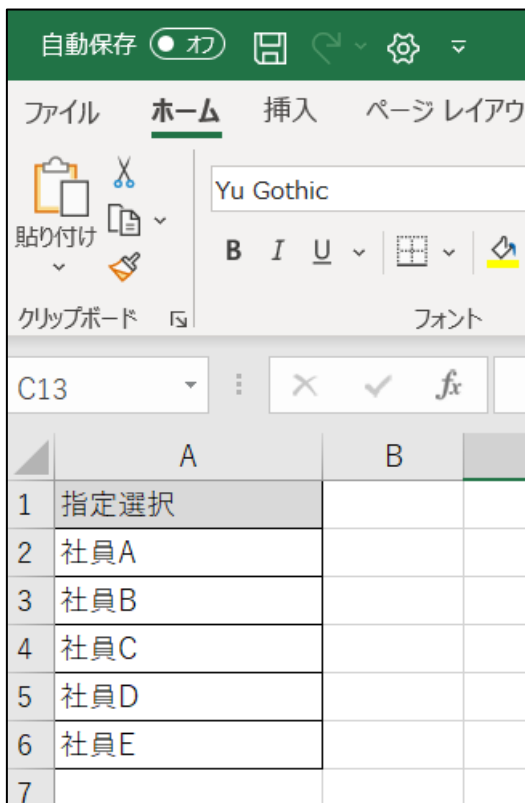 自動保存 オフ
ファイル ホーム 挿入 ページ レイアウ
貼り付け
Yu Gothic
B I U
クリップボード フォント
C13 fx
A B
1 指定選択
2 社員A
3 社員B
4 社員C
5 社員D
6 社員E
7